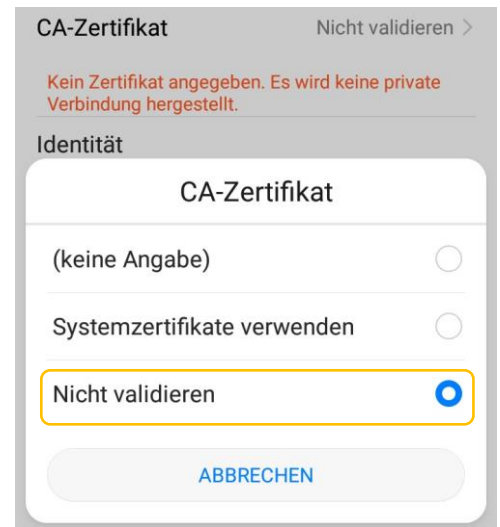 CA-Zertifikat Nicht validieren >
Kein Zertifikat angegeben. Es wird keine private
Verbindung hergestellt.
Identität
CA-Zertifikat
(keine Angabe)
Systemzertifikate verwenden
Nicht validieren
ABBRECHEN